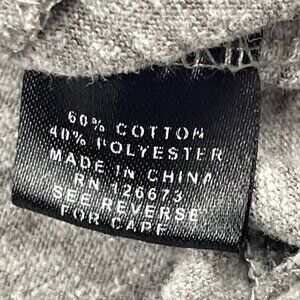 60% COTTON
40% POLYESTER
MADE IN CHINA
RN 126673
SEE REVERSE
FOR CARE